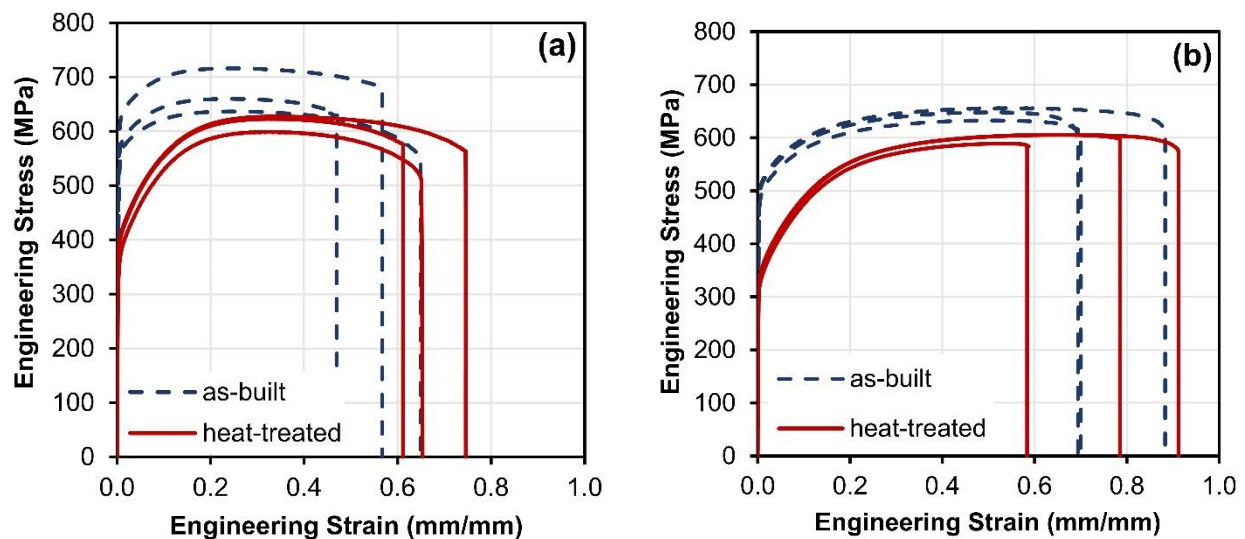 (a)
Engineering Stress (MPa)
800
700
600
500
400
300
200
100
0
as-built
heat-treated
0.0 0.2 0.4 0.6 0.8 1.0
Engineering Strain (mm/mm)
(b)
Engineering Stress (MPa)
800
700
600
500
400
300
200
100
0
as-built
heat-treated
0.0 0.2 0.4 0.6 0.8 1.0
Engineering Strain (mm/mm)